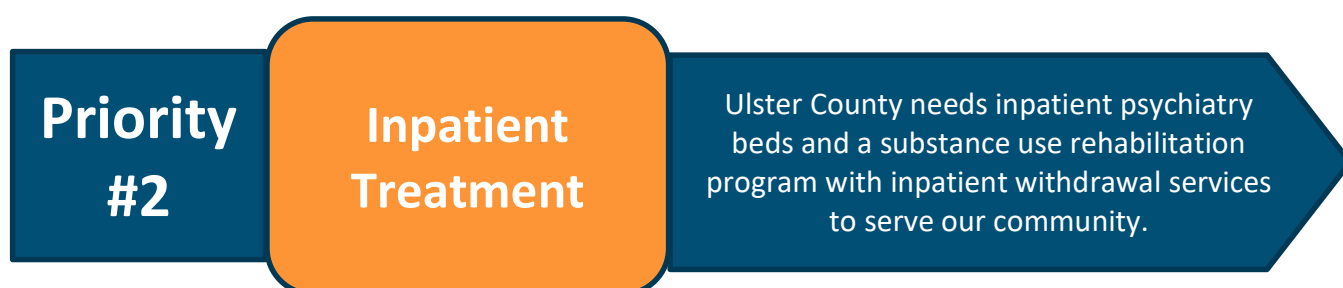 Priority
#2
Inpatient
Treatment
Ulster County needs inpatient psychiatry
beds and a substance use rehabilitation
program with inpatient withdrawal services
to serve our community.